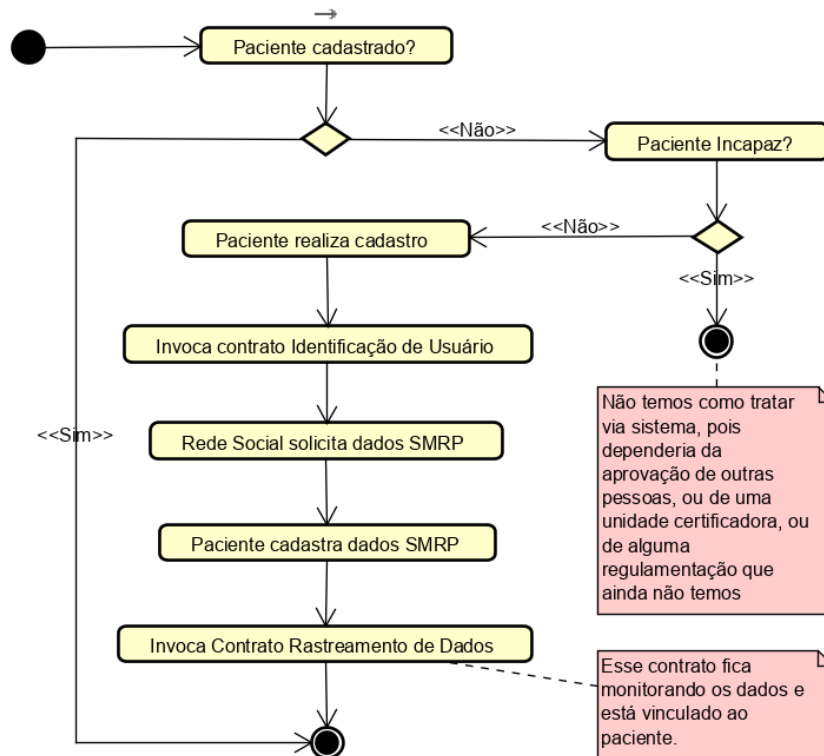 Paciente cadastrado?
<<Não>>
Paciente Incapaz?
Paciente realiza cadastro
<<Não>>
<<Sim>>
Invoca contrato Identificação de Usuário
Não temos como tratar
via sistema, pois
dependeria da
aprovação de outras
pessoas, ou de uma
unidade certificadora, ou
de alguma
regulamentação que
ainda não temos
<<Sim>>
Rede Social solicita dados SMRP
Paciente cadastra dados SMRP
Invoca Contrato Rastreamento de Dados
Esse contrato fica
monitorando os dados e
está vinculado ao
paciente.